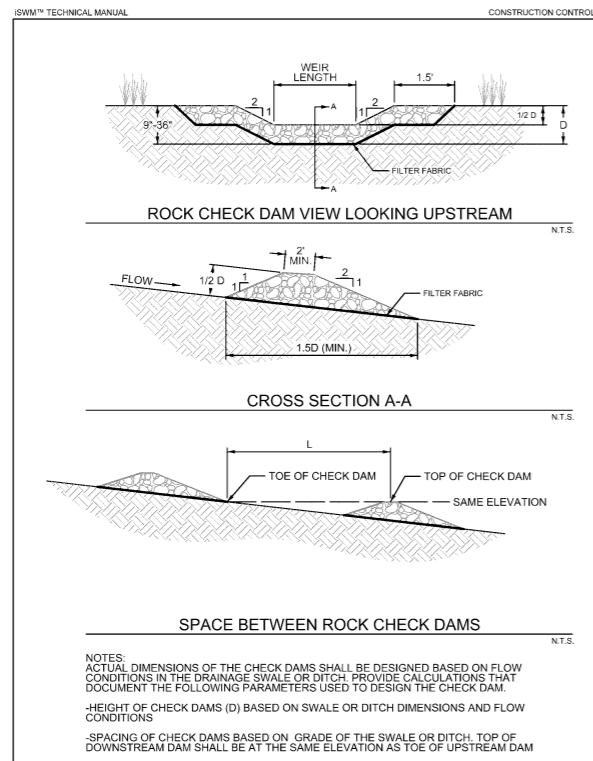 iSWM™ TECHNICAL MANUAL
CONSTRUCTION CONTROL
WEIR
LENGTH
1.5'
2
1
A
2
1
1/2 D
D
9"-36"
FILTER FABRIC
A
ROCK CHECK DAM VIEW LOOKING UPSTREAM
N.T.S.
2'
MIN.
FLOW
1/2 D
1
1
2
1
FILTER FABRIC
1.5D (MIN.)
CROSS SECTION A-A
N.T.S.
L
TOE OF CHECK DAM
TOP OF CHECK DAM
SAME ELEVATION
SPACE BETWEEN ROCK CHECK DAMS
N.T.S.
NOTES:
ACTUAL DIMENSIONS OF THE CHECK DAMS SHALL BE DESIGNED BASED ON FLOW
CONDITIONS IN THE DRAINAGE SWALE OR DITCH. PROVIDE CALCULATIONS THAT
DOCUMENT THE FOLLOWING PARAMETERS USED TO DESIGN THE CHECK DAM.
-HEIGHT OF CHECK DAMS (D) BASED ON SWALE OR DITCH DIMENSIONS AND FLOW
CONDITIONS
-SPACING OF CHECK DAMS BASED ON GRADE OF THE SWALE OR DITCH. TOP OF
DOWNSTREAM DAM SHALL BE AT THE SAME ELEVATION AS TOE OF UPSTREAM DAM